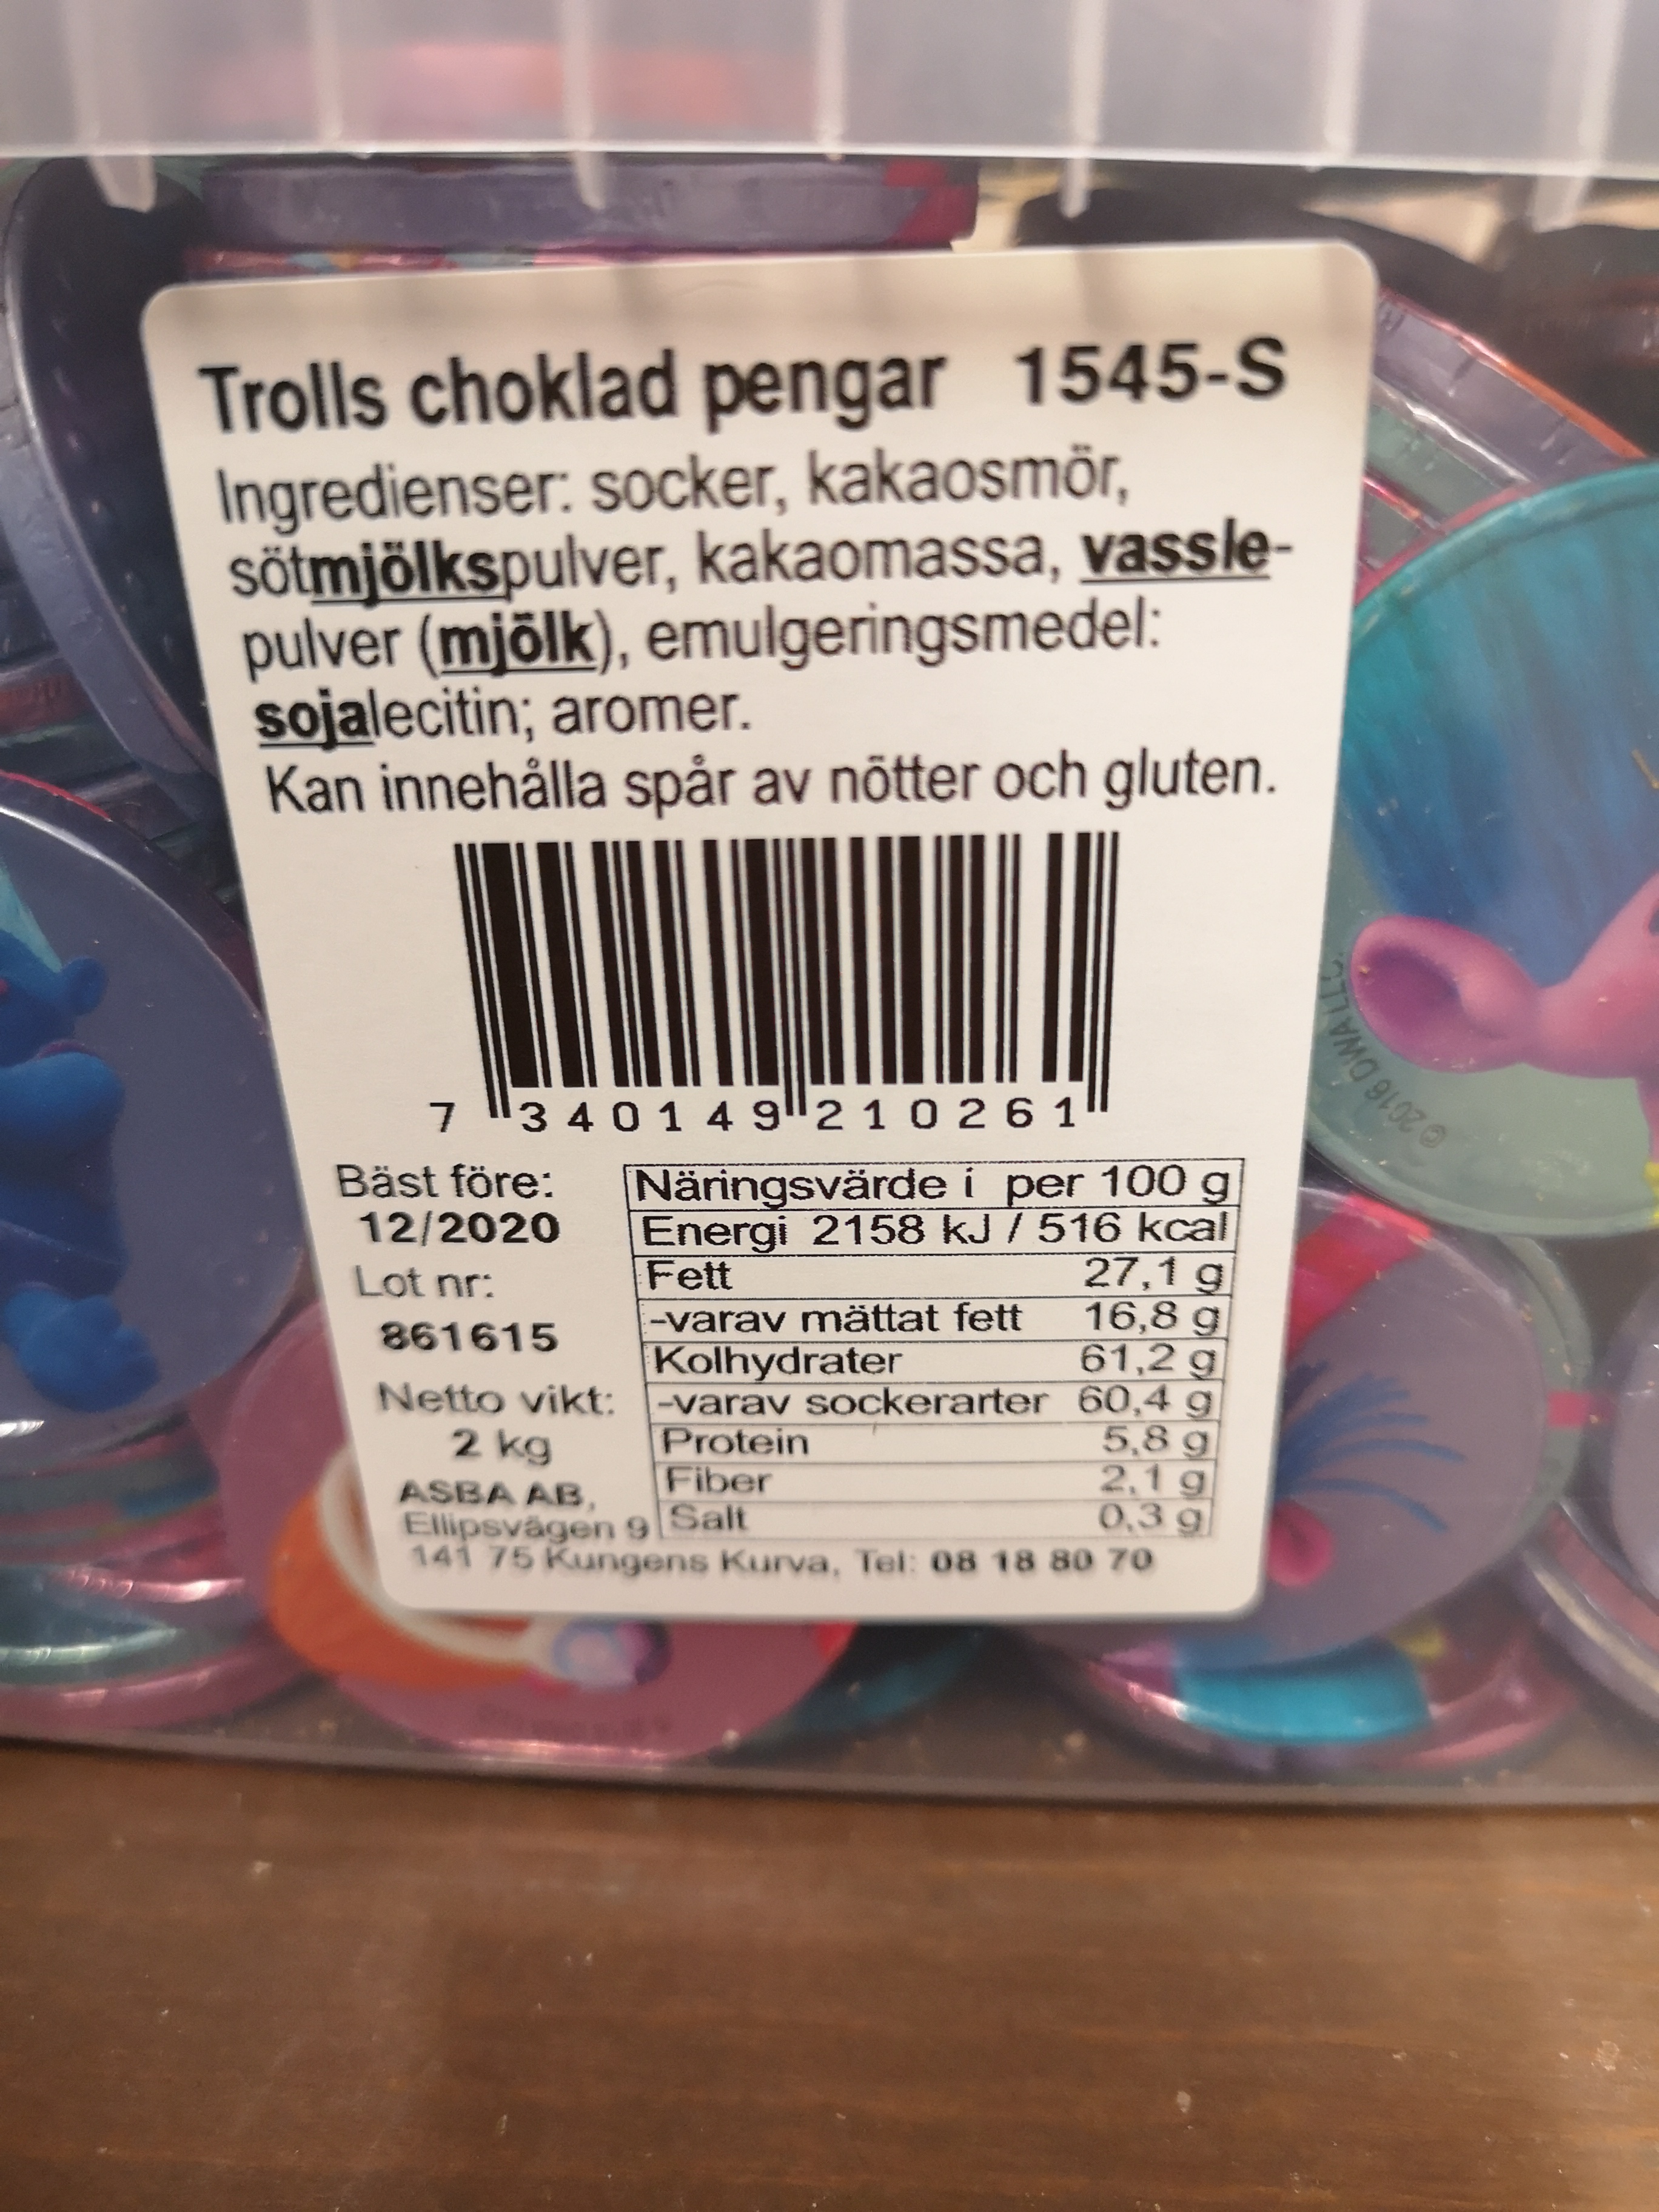 Trolls choklad pengar 1545-S
Ingredienser: socker, kakaosmör,
sötmjölkspulver, kakaomassa, vassle-
pulver (mjölk), emulgeringsmedel:
sojalecitin; aromer.
Kan innehålla spår av nötter och gluten.
7 340149 210261
Bäst före:
12/2020
Lot nr:
861615
Netto vikt:
2 kg
ASBA AB,
Ellipsvägen 9
141 75 Kungens Kurva, Tel: 08 18 80 70
Näringsvärde i per 100 g
Energi 2158 kJ / 516 kcal
Fett 27,1 g
-varav mättat fett 16,8 g
Kolhydrater 61,2 g
-varav sockerarter 60,4 g
Protein 5,8 g
Fiber 2,1 g
Salt 0,3 g
©2016 DWA LLC.